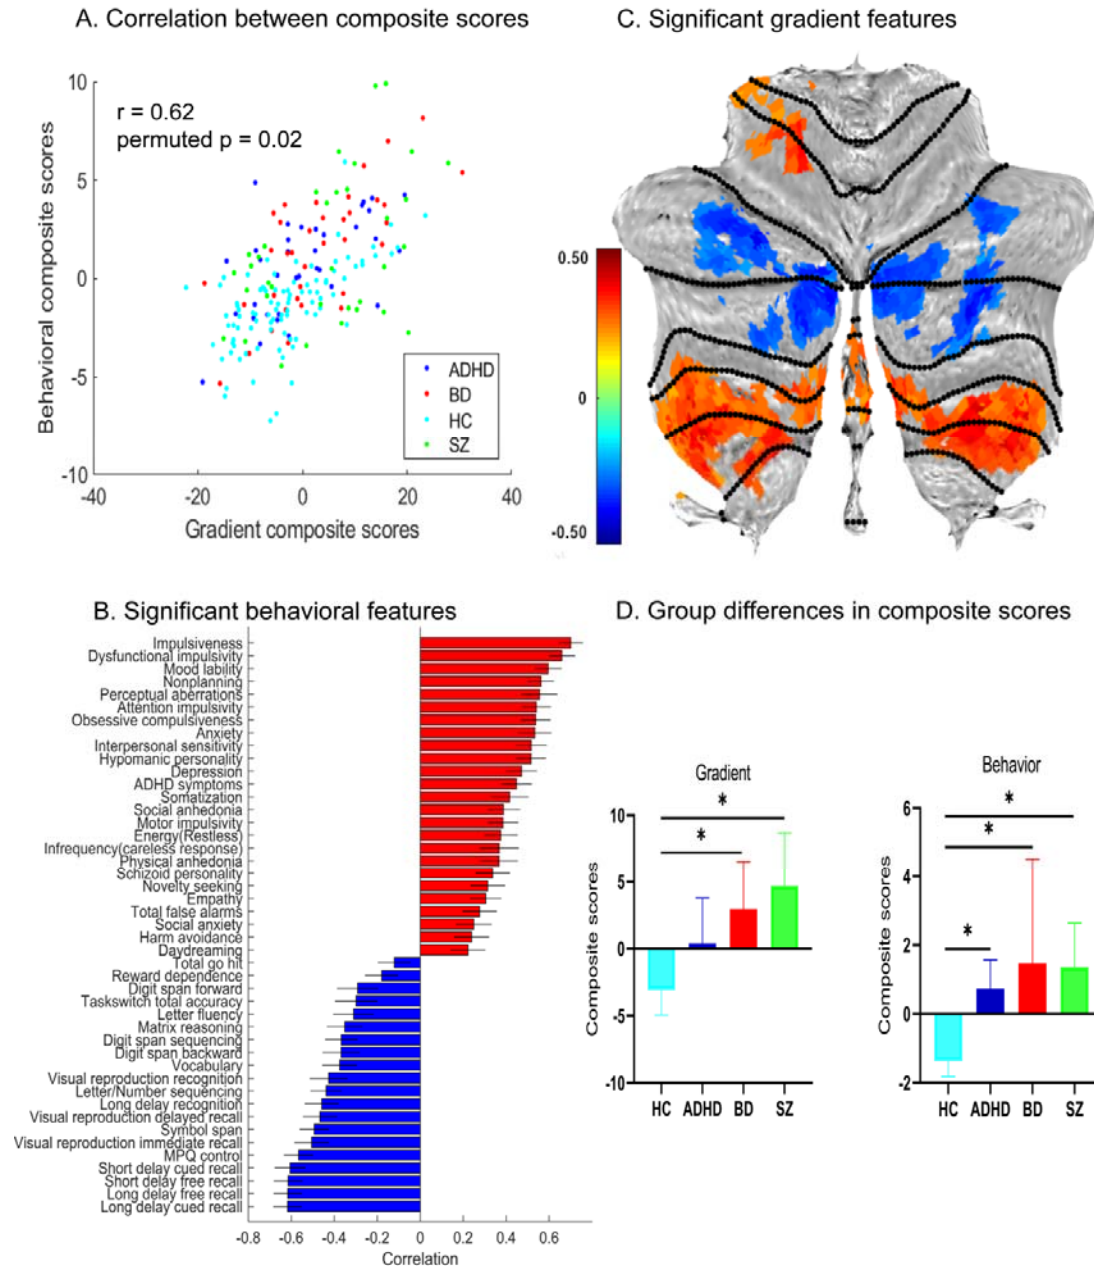 A. Correlation between composite scores
r = 0.62
permuted p = 0.02
Behavioral composite scores
10
5
0
-5
-10
-40
-20
0
20
40
Gradient composite scores
ADHD
BD
HC
SZ
C. Significant gradient features
0.50
0
-0.50
B. Significant behavioral features
Impulsiveness
Dysfunctional impulsivity
Mood lability
Nonplanning
Perceptual aberrations
Attention impulsivity
Obsessive compulsiveness
Anxiety
Interpersonal sensitivity
Hypomanic personality
Depression
ADHD symptoms
Somatization
Social anhedonia
Motor impulsivity
Energy(Restless)
Infrequency(careless response)
Physical anhedonia
Schizoid personality
Novelty seeking
Empathy
Total false alarms
Social anxiety
Harm avoidance
Daydreaming
Total go hit
Reward dependence
Digit span forward
Taskswitch total accuracy
Letter fluency
Matrix reasoning
Digit span sequencing
Digit span backward
Vocabulary
Visual reproduction recognition
Letter/Number sequencing
Long delay recognition
Visual reproduction delayed recall
Symbol span
Visual reproduction immediate recall
MPQ control
Short delay cued recall
Short delay free recall
Long delay free recall
Long delay cued recall
-0.8
-0.6
-0.4
-0.2
0
0.2
0.4
0.6
Correlation
D. Group differences in composite scores
Gradient
Composite scores
10
5
0
-5
-10
*
*
HC
ADHD
BD
SZ
Behavior
Composite scores
6
4
2
0
-2
*
*
*
HC
ADHD
BD
SZ